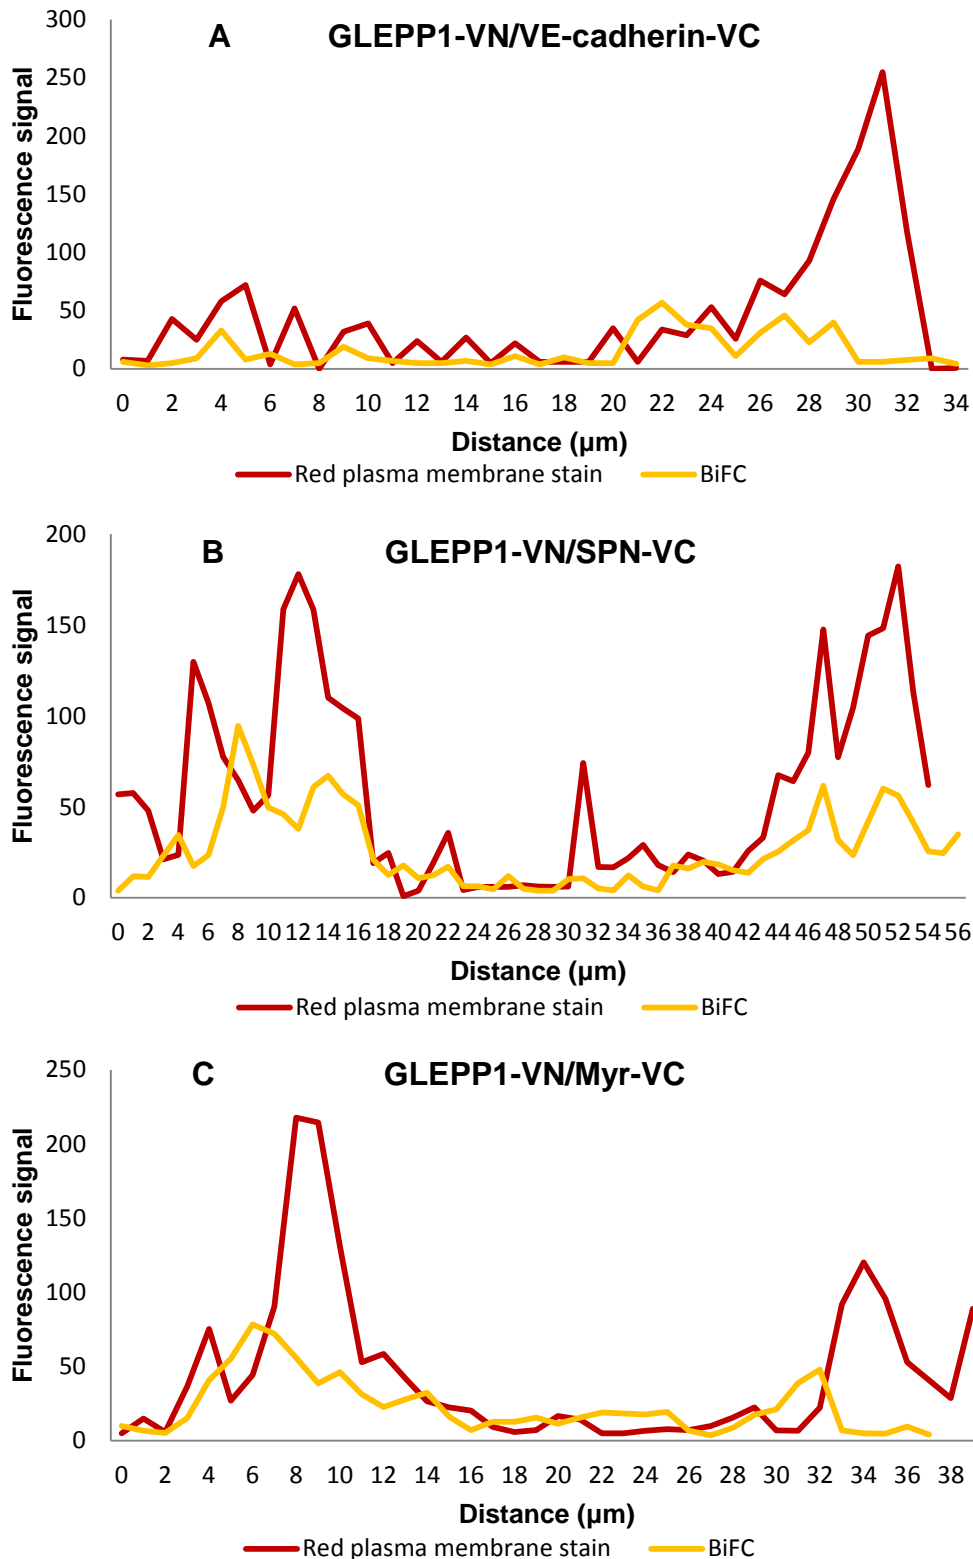 A GLEPP1-VN/VE-cadherin-VC
Fluorescence signal
300
250
200
150
100
50
0
0 2 4 6 8 10 12 14 16 18 20 22 24 26 28 30 32 34
Distance (µm)
Red plasma membrane stain BiFC
B GLEPP1-VN/SPN-VC
Fluorescence signal
200
150
100
50
0
0 2 4 6 8 10 12 14 16 18 20 22 24 26 28 30 32 34 36 38 40 42 44 46 48 50 52 54 56
Distance (µm)
Red plasma membrane stain BiFC
C GLEPP1-VN/Myr-VC
Fluorescence signal
250
200
150
100
50
0
0 2 4 6 8 10 12 14 16 18 20 22 24 26 28 30 32 34 36 38
Distance (µm)
Red plasma membrane stain BiFC